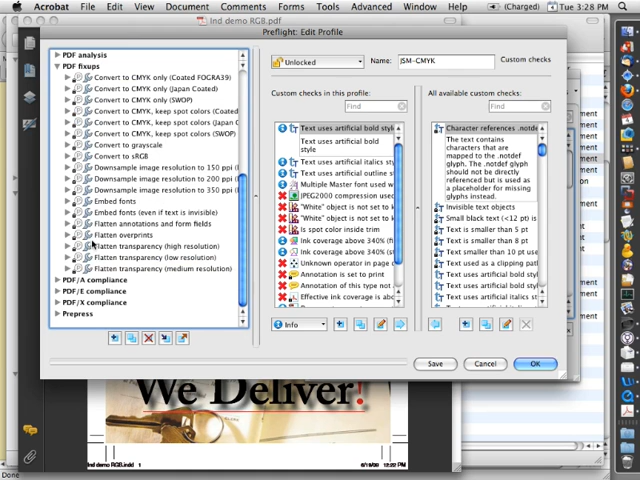 Acrobat File Edit View Document Comments Forms Tools Advanced Window Help (Charged) Tue 3:28 PM
Ind demo RGB.pdf
Preflight: Edit Profile
PDF analysis
PDF fixups
Convert to CMYK only (Coated FOGRA39)
Convert to CMYK only (Japan Coated)
Convert to CMYK only (SWOP)
Convert to CMYK, keep spot colors (Coated
Convert to CMYK, keep spot colors (Japan C
Convert to CMYK, keep spot colors (SWOP)
Convert to grayscale
Convert to sRGB
Downsample image resolution to 150 ppi (
Downsample image resolution to 200 ppi (
Downsample image resolution to 350 ppi (
Embed fonts
Embed fonts (even if text is invisible)
Flatten annotations and form fields
Flatten overprints
Flatten transparency (high resolution)
Flatten transparency (low resolution)
Flatten transparency (medium resolution)
PDF/A compliance
PDF/E compliance
PDF/X compliance
Prepress
Unlocked
Name: JSM-CMYK
Custom checks
Custom checks in this profile:
Find
Text uses artificial bold style
Text uses artificial bold
style
Text uses artificial italics st
Text uses artificial outline s
Multiple Master font used w
JPEG2000 compression use
"White" object is not set to k
"White" object is not set to
Is spot color inside trim
Ink coverage above 340% (f
Ink coverage above 340% (i
Unknown operator in page c
Annotation is set to print
Annotation of this type not
Effective ink coverage is ab
Info
All available custom checks:
Find
Character references .notde
The text contains
characters that are
mapped to the .notdef
glyph. The .notdef glyph
should not be directly
referenced but is used as
a placeholder for
missing glyphs instead.
Invisible text objects
Small black text (<12 pt) is
Text is smaller than 5 pt
Text is smaller than 8 pt
Text smaller than 10 pt use
Text used as a clipping pat
Text uses artificial bold styl
Text uses artificial bold styl
Text uses artificial italics st
Save
Cancel
OK
We Deliver!
Ind demo RGB.indd 1
12:22 PM
Done